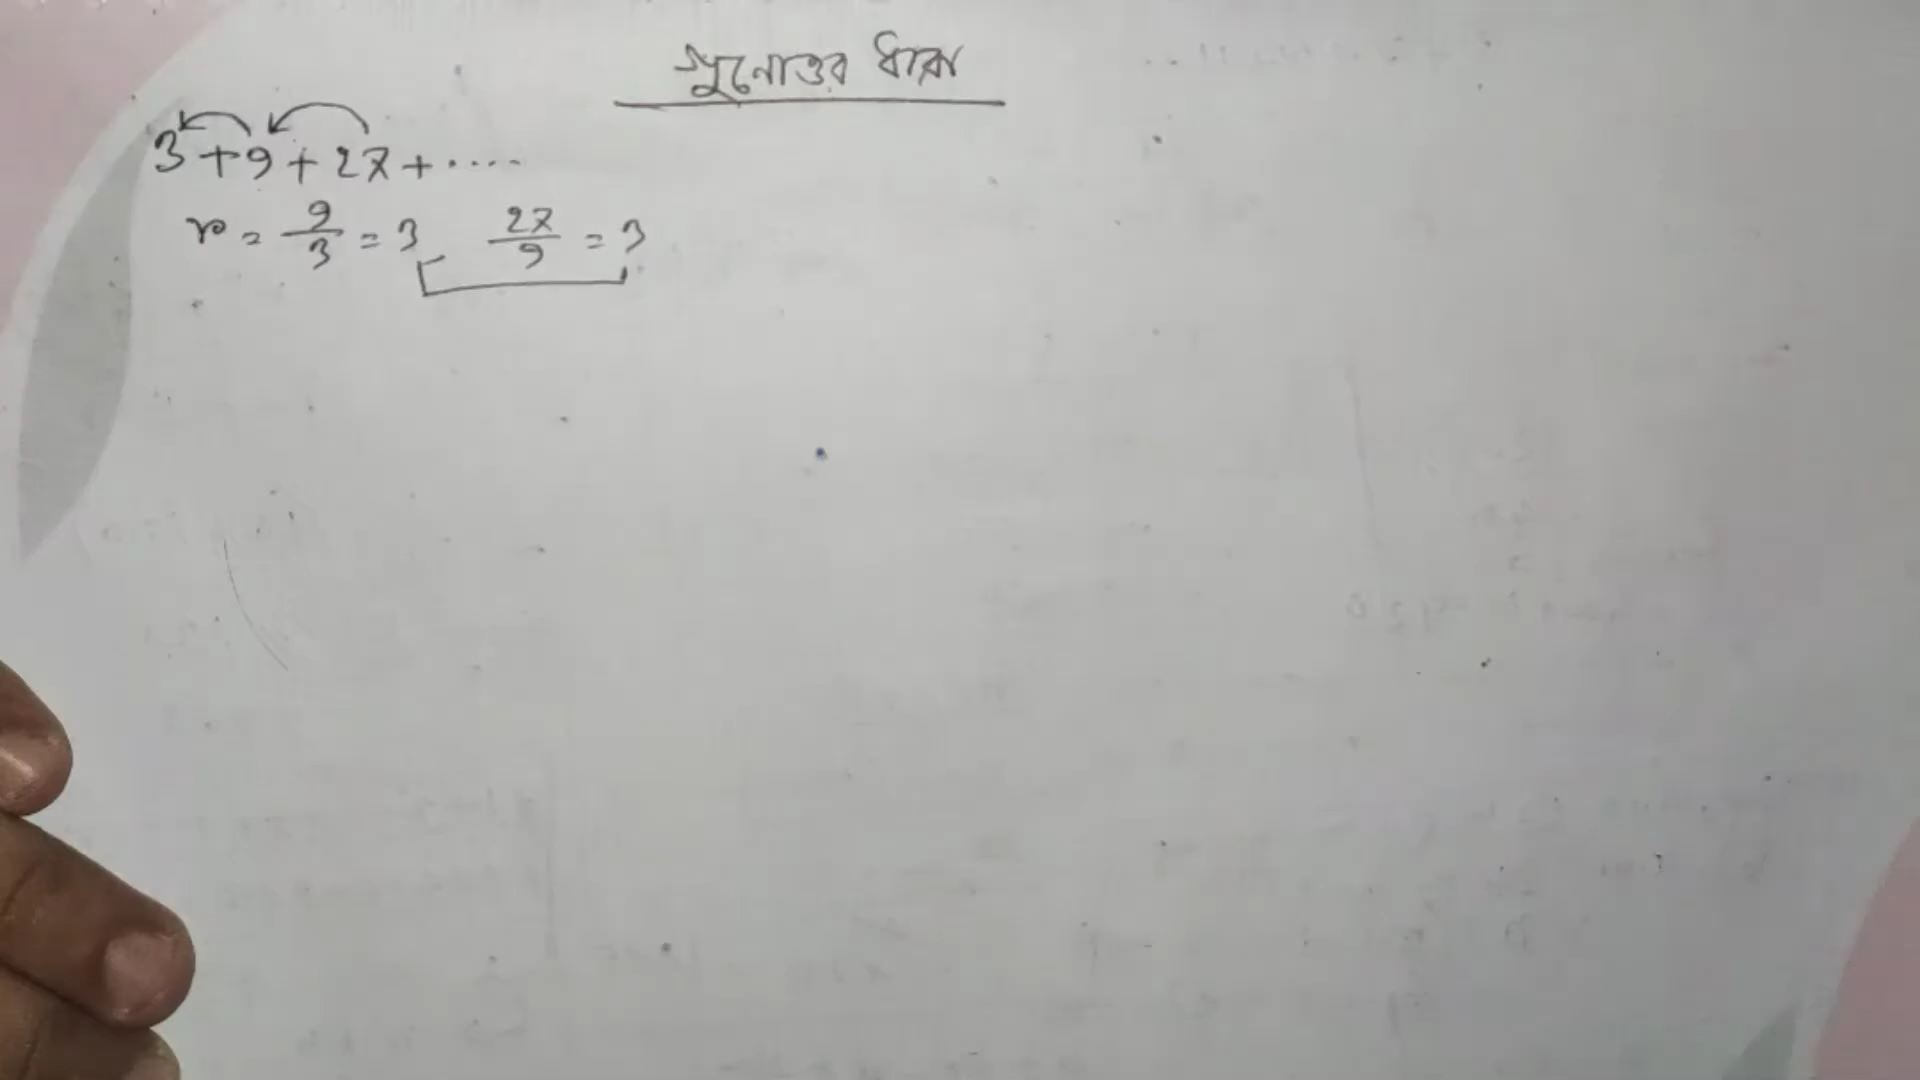 গুনোত্তর ধারা
3 + 9 + 27 + ....
r = 9/3 = 3 27/9 = 3